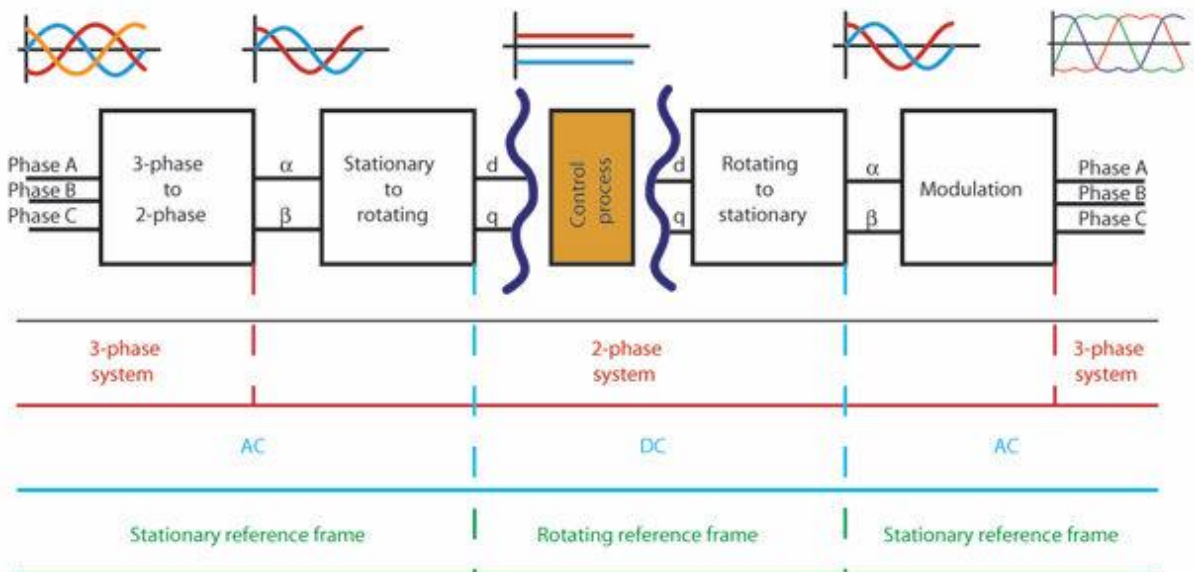 Phase A
Phase B
Phase C
3-phase
to
2-phase
α
β
Stationary
to
rotating
d
q
Control
process
d
q
Rotating
to
stationary
α
β
Modulation
Phase A
Phase B
Phase C
3-phase
system
2-phase
system
3-phase
system
AC
DC
AC
Stationary reference frame
Rotating reference frame
Stationary reference frame